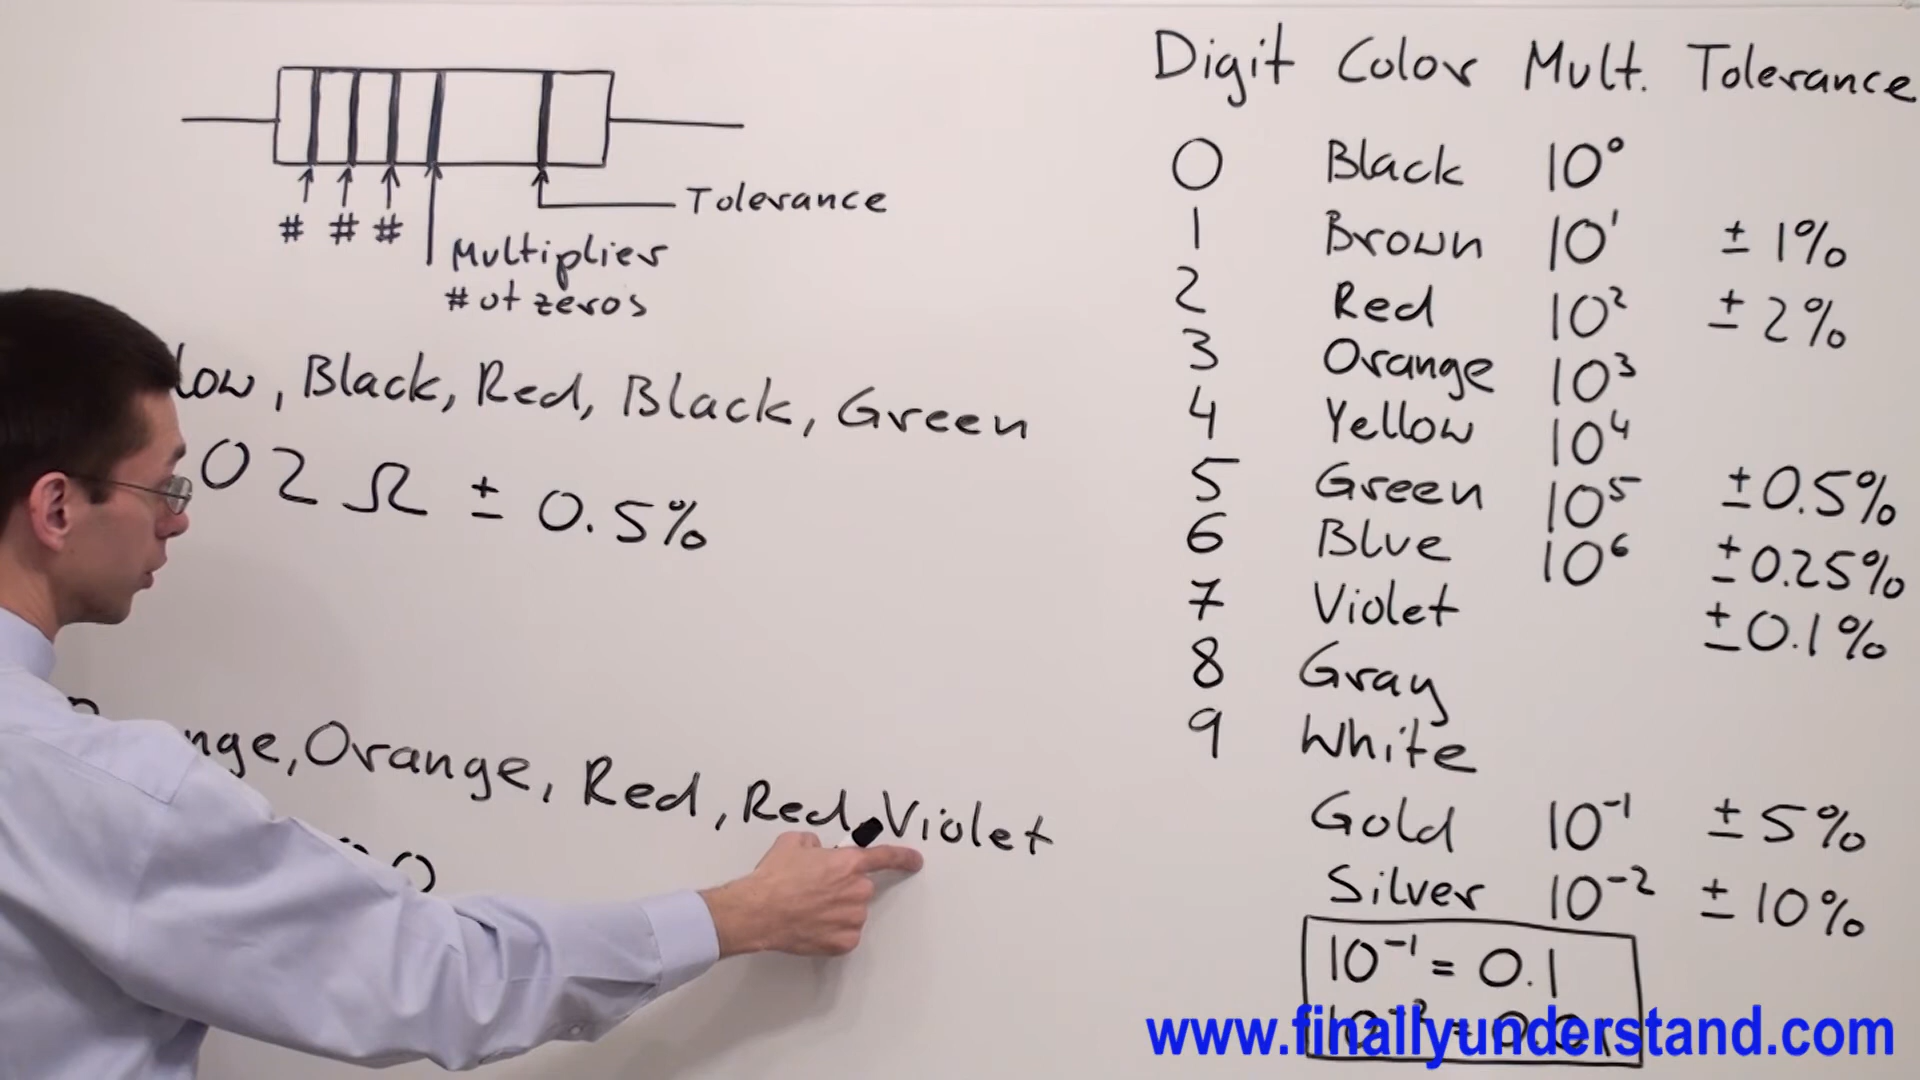 # # #
Tolerance
Multiplier
# of zeros
Black, Red, Black, Green
02 Ω ± 0.5%
Orange, Red, Red, Violet
Digit Color Mult. Tolerance
0 Black 10⁰
1 Brown 10¹ ± 1%
2 Red 10² ± 2%
3 Orange 10³
4 Yellow 10⁴
5 Green 10⁵ ± 0.5%
6 Blue 10⁶ ± 0.25%
7 Violet ± 0.1%
8 Gray
9 White
Gold 10⁻¹ ± 5%
Silver 10⁻² ± 10%
10⁻¹ = 0.1
www.finallyunderstand.com